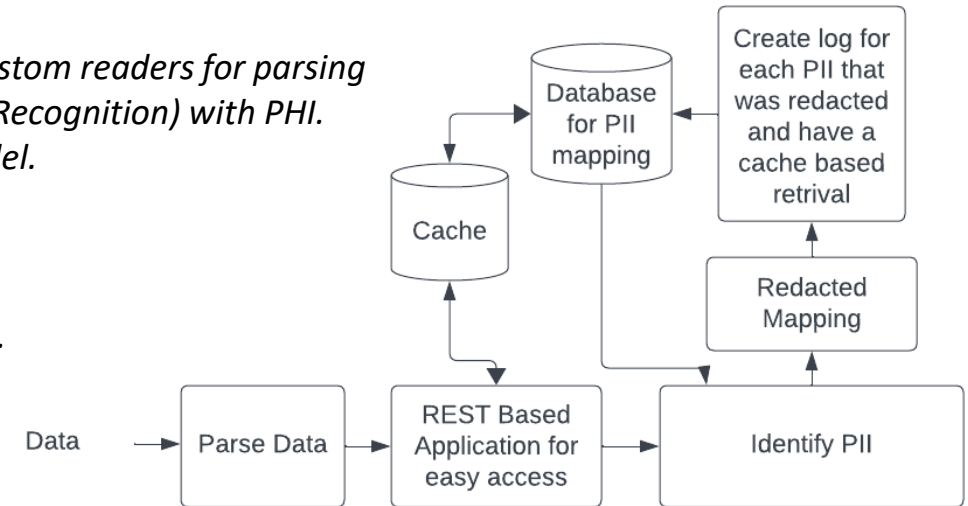 stom readers for parsing
Recognition) with PHI.
del.
.
Create log for
each PII that
was redacted
and have a
cache based
retrival
Database
for PII
mapping
Cache
Redacted
Mapping
Data
Parse Data
REST Based
Application for
easy access
Identify PII